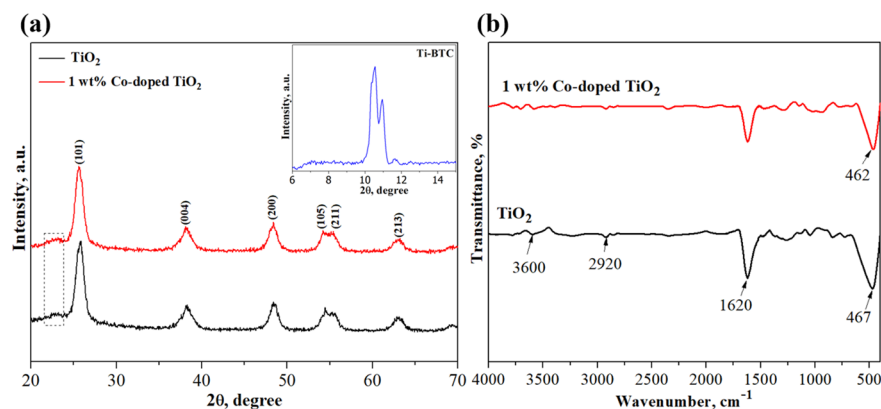 (a)
TiO2
1 wt% Co-doped TiO2
Ti-BTC
Intensity, a.u.
6 8 10 12 14
2θ, degree
(101)
(004)
(200)
(105)
(211)
(213)
Intensity, a.u.
20 30 40 50 60 70
2θ, degree
(b)
1 wt% Co-doped TiO2
462
TiO2
3600
2920
1620
467
Transmittance, %
4000 3500 3000 2500 2000 1500 1000 500
Wavenumber, cm-1